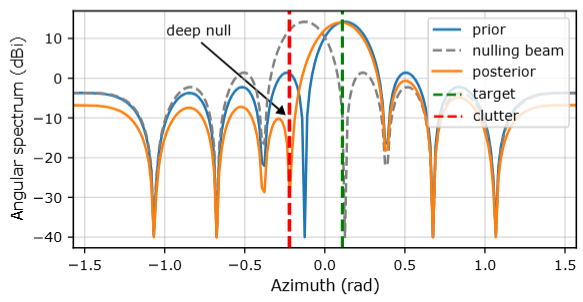 deep null
prior
nulling beam
posterior
target
clutter
Angular spectrum (dBi)
10
0
−10
−20
−30
−40
−1.5 −1.0 −0.5 0.0 0.5 1.0 1.5
Azimuth (rad)